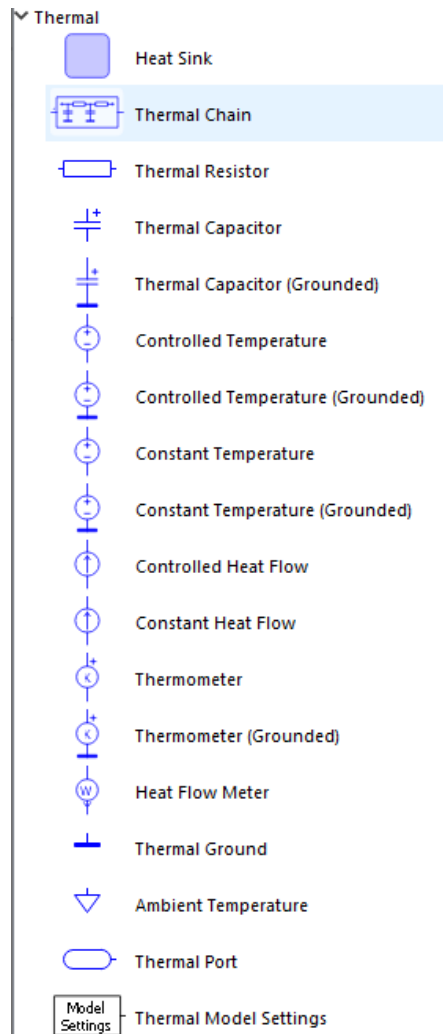 Thermal
Heat Sink
Thermal Chain
Thermal Resistor
+ Thermal Capacitor
+ Thermal Capacitor (Grounded)
+ − Controlled Temperature
+ − Controlled Temperature (Grounded)
+ − Constant Temperature
+ − Constant Temperature (Grounded)
Controlled Heat Flow
Constant Heat Flow
+ K Thermometer
+ K Thermometer (Grounded)
W Heat Flow Meter
Thermal Ground
Ambient Temperature
Thermal Port
Model
Settings Thermal Model Settings